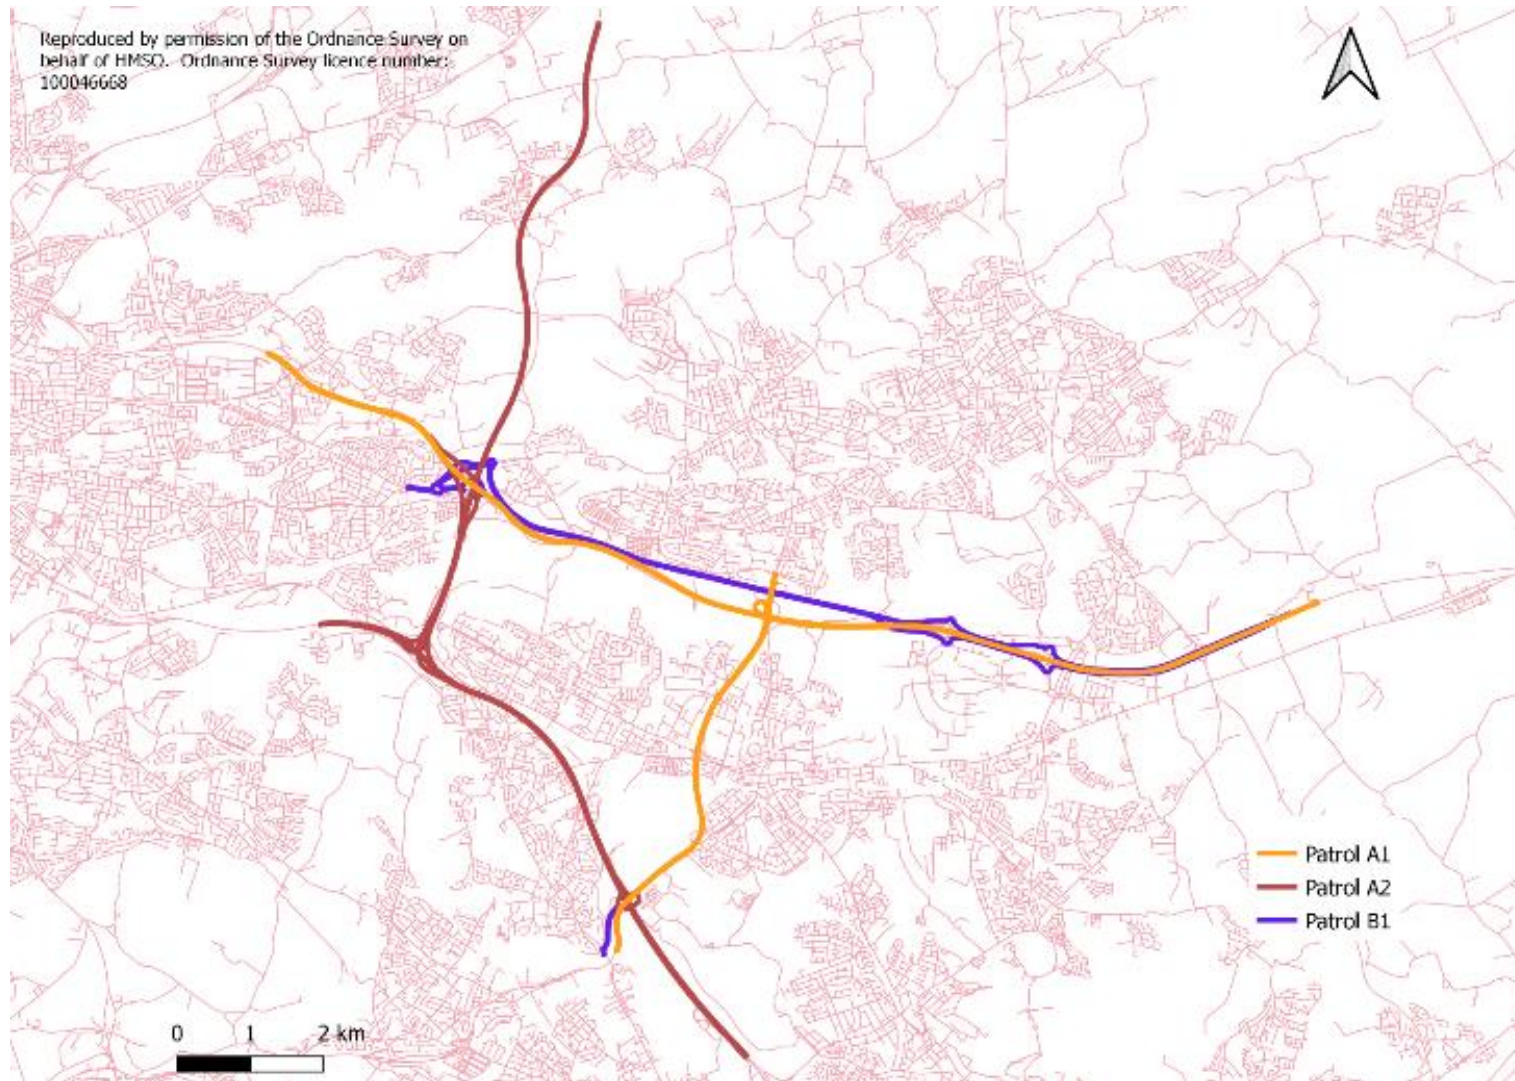 Reproduced by permission of the Ordnance Survey on
behalf of HMSO. Ordnance Survey licence number:
100046668
Patrol A1
Patrol A2
Patrol B1
0 1 2 km